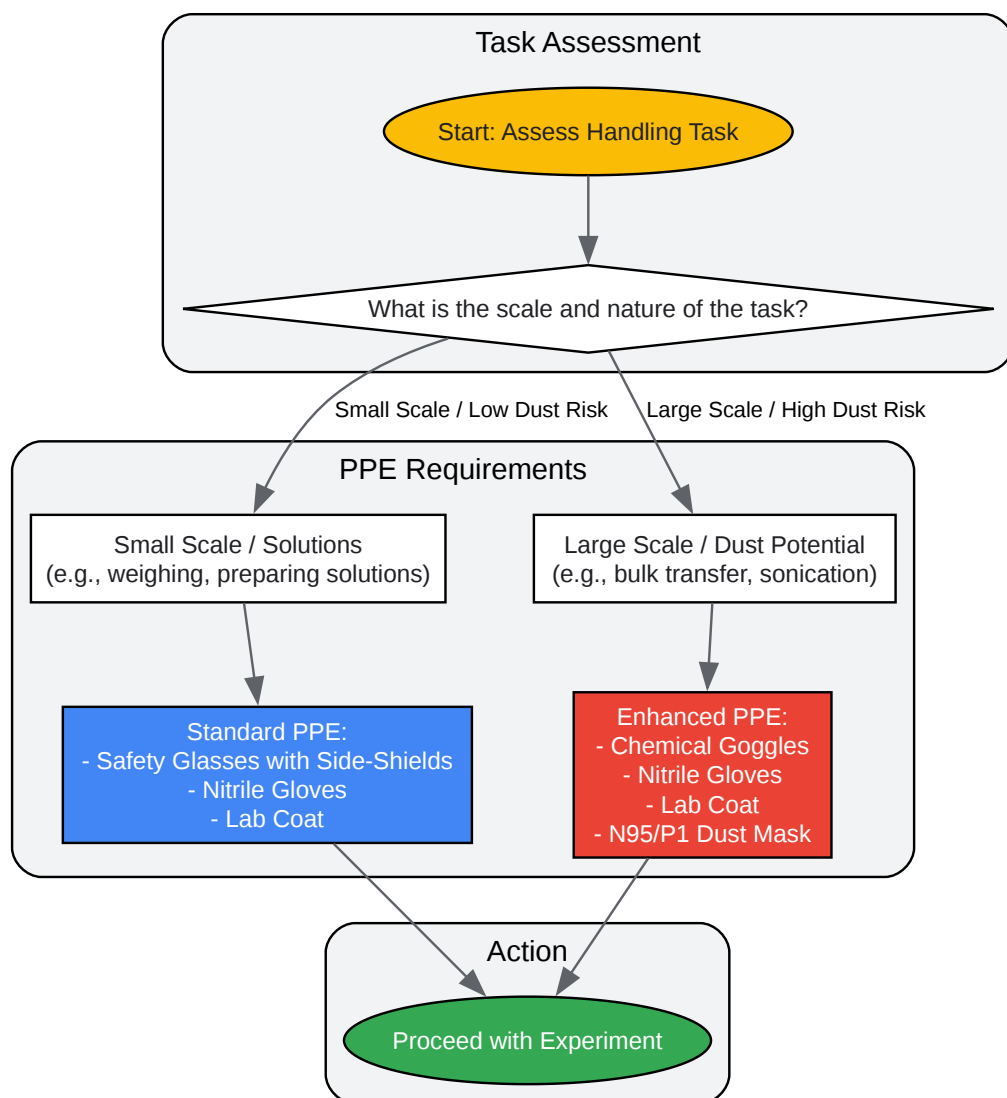 Task Assessment
Start: Assess Handling Task
What is the scale and nature of the task?
Small Scale / Low Dust Risk
Large Scale / High Dust Risk
PPE Requirements
Small Scale / Solutions
(e.g., weighing, preparing solutions)
Large Scale / Dust Potential
(e.g., bulk transfer, sonication)
Standard PPE:
- Safety Glasses with Side-Shields
- Nitrile Gloves
- Lab Coat
Enhanced PPE:
- Chemical Goggles
- Nitrile Gloves
- Lab Coat
- N95/P1 Dust Mask
Action
Proceed with Experiment